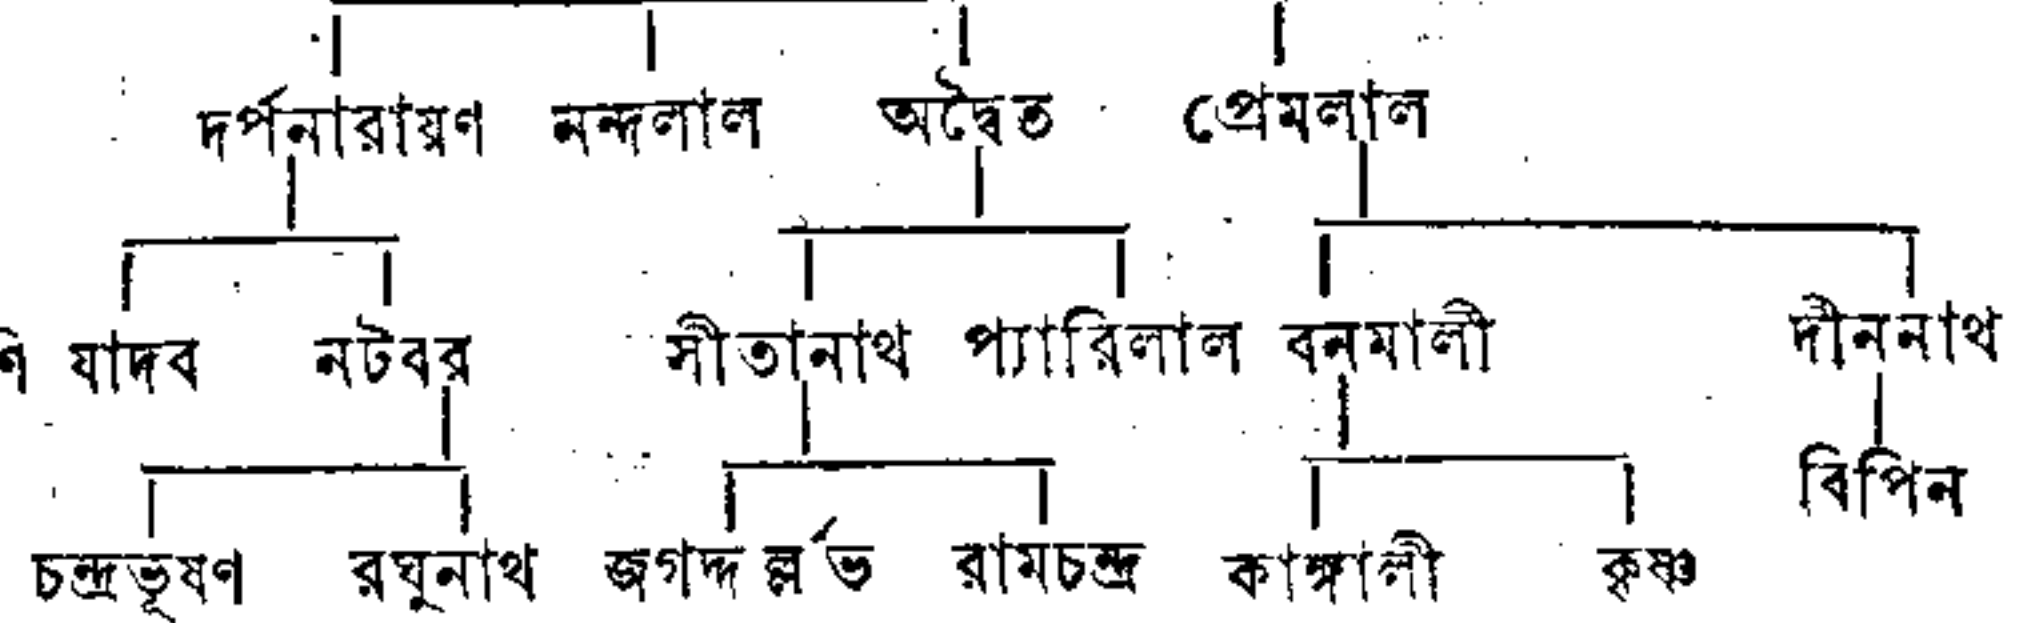 দর্পনারায়ণ নন্দলাল অদ্বৈত প্রেমলাল
যাদব নটবর সীতানাথ প্যারিলাল বনমালী দীননাথ
বিপিন
চন্দ্রভূষণ রঘুনাথ জগদ্দুর্ল্লভ রামচন্দ্র কাঙ্গালী কৃষ্ণ